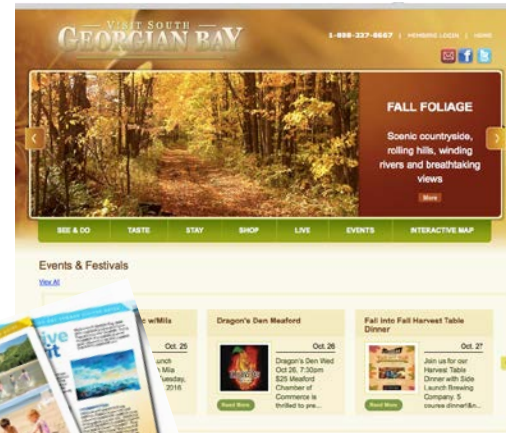 VISIT SOUTH
GEORGIAN BAY
1-888-227-8667 | MEMBERS LOGIN | HOME
FALL FOLIAGE
Scenic countryside,
rolling hills, winding
rivers and breathtaking
views
More
SEE & DO TASTE STAY SHOP LIVE EVENTS INTERACTIVE MAP
Events & Festivals
View All
w/Mila
Oct. 25
Mila
2016
Dragon's Den Meaford
Oct. 26
Dragon's Den Wed
Oct 26, 7:30pm
$25 Meaford
Chamber of
Commerce is
thrilled to pre...
Read More
Fall into Fall Harvest Table
Dinner
Oct. 27
Join us for our
Harvest Table
Dinner with Side
Launch Brewing
Company. 5
course dinner!&n...
Read More